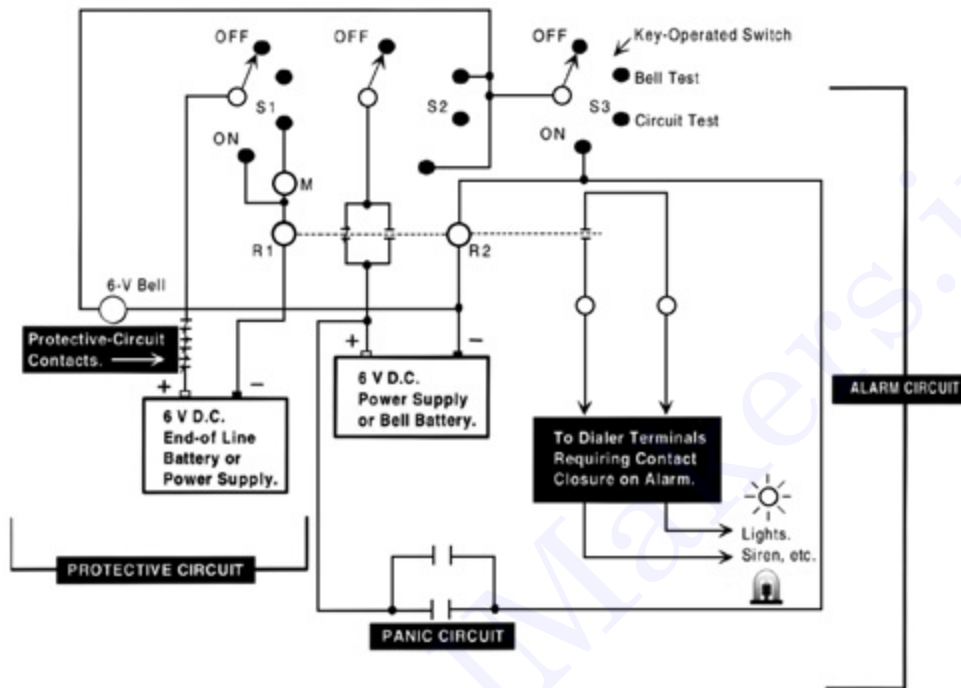 OFF
OFF
OFF
Key-Operated Switch
Bell Test
S1
S2
S3
Circuit Test
ON
ON
M
R1
R2
6-V Bell
Protective-Circuit
Contacts.
+
−
+
−
6 V D.C.
Power Supply
or Bell Battery.
6 V D.C.
End-of Line
Battery or
Power Supply.
ALARM CIRCUIT
To Dialer Terminals
Requiring Contact
Closure on Alarm.
Lights.
Siren, etc.
PROTECTIVE CIRCUIT
PANIC CIRCUIT